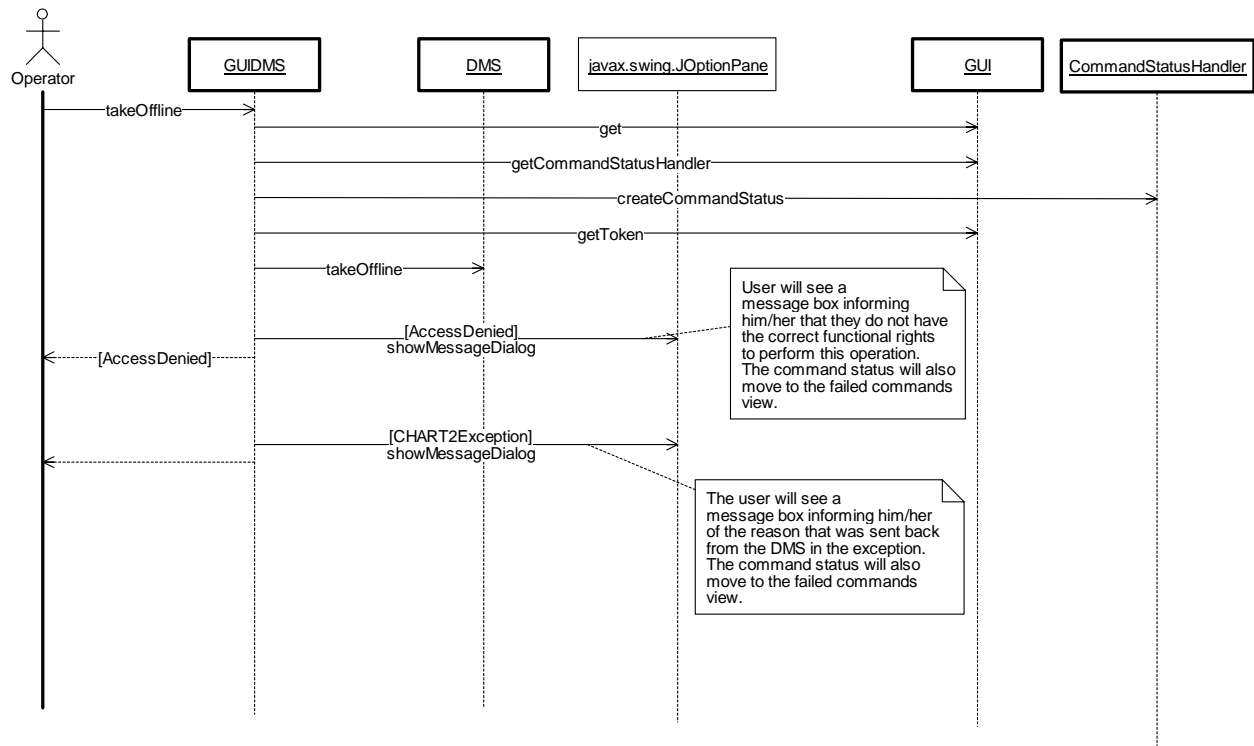 Operator
GUIDMS
DMS
javax.swing.JOptionPane
GUI
CommandStatusHandler
takeOffline
get
getCommandStatusHandler
createCommandStatus
getToken
takeOffline
User will see a
message box informing
him/her that they do not have
the correct functional rights
to perform this operation.
The command status will also
move to the failed commands
view.
[AccessDenied]
showMessageDialog
[AccessDenied]
[CHART2Exception]
showMessageDialog
The user will see a
message box informing him/her
of the reason that was sent back
from the DMS in the exception.
The command status will also
move to the failed commands
view.